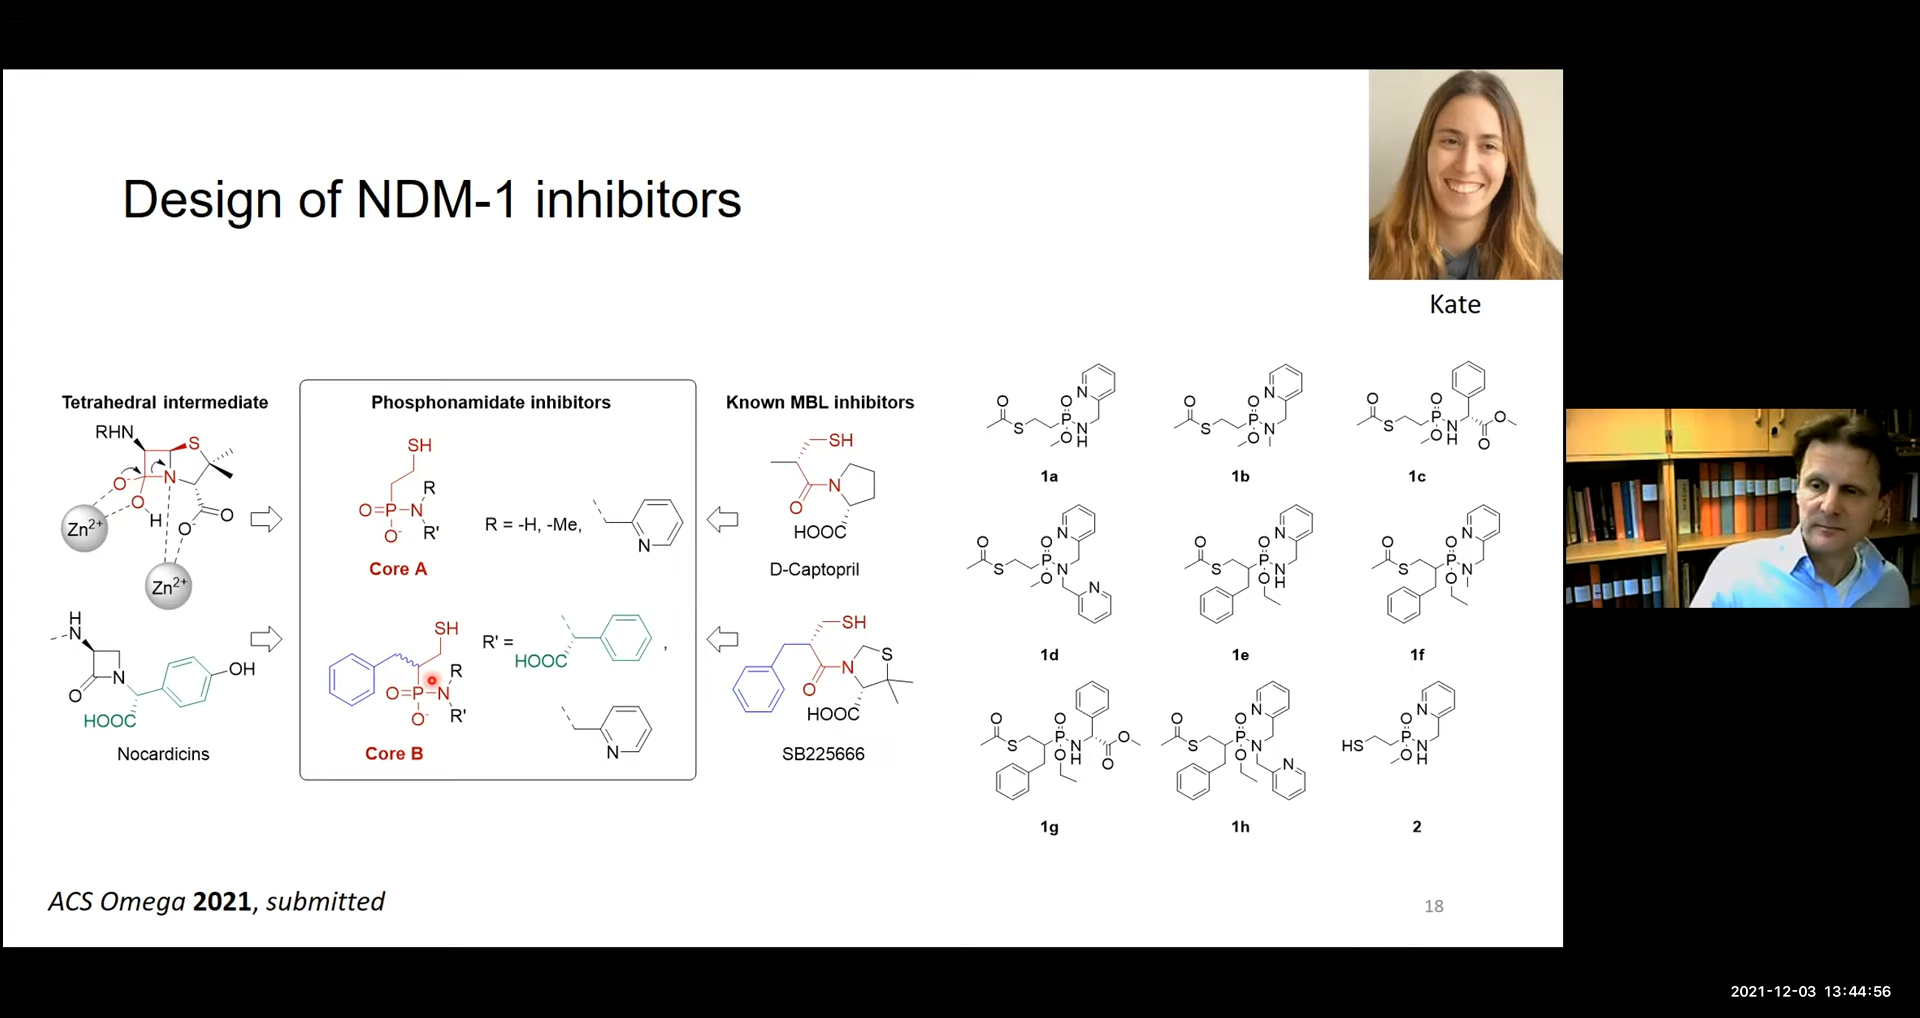 Design of NDM-1 inhibitors
Kate
Tetrahedral intermediate
RHN
S
O-
N
O
H
Zn2+
O
O-
Zn2+
H
N
O
N
OH
HOOC
Nocardicins
Phosphonamidate inhibitors
SH
R
O=P-N
O-
R'
Core A
R = -H, -Me,
N
SH
R
O=P-N
O-
R'
Core B
R' =
HOOC
,
N
Known MBL inhibitors
SH
N
O
HOOC
D-Captopril
SH
S
N
O
HOOC
SB225666
O
S
O
P
O
N
H
N
1a
O
S
O
P
O
N
N
1b
O
S
O
P
O
N
H
O
O
1c
O
S
O
P
O
N
N
N
1d
O
S
O
P
O
NH
N
1e
O
S
O
P
O
N
N
1f
O
S
O
P
O
N
H
O
O
1g
O
S
O
P
O
N
N
N
1h
HS
O
P
O
N
H
N
2
ACS Omega 2021, submitted
18
2021-12-03 13:44:56